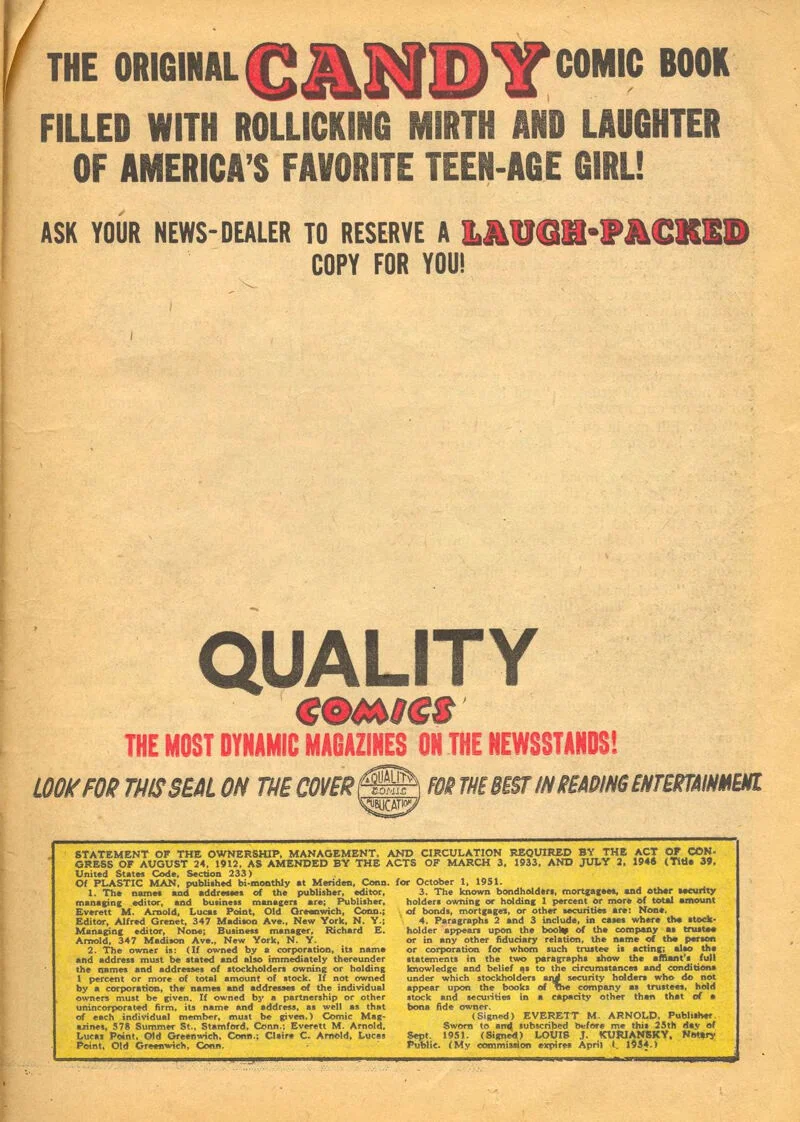 THE ORIGINAL CANDY COMIC BOOK
FILLED WITH ROLLICKING MIRTH AND LAUGHTER
OF AMERICA'S FAVORITE TEEN-AGE GIRL!
ASK YOUR NEWS-DEALER TO RESERVE A LAUGH-PACKED
COPY FOR YOU!
QUALITY
COMICS
THE MOST DYNAMIC MAGAZINES ON THE NEWSSTANDS!
LOOK FOR THIS SEAL ON THE COVER A QUALITY COMIC PUBLICATION FOR THE BEST IN READING ENTERTAINMENT
STATEMENT OF THE OWNERSHIP, MANAGEMENT, AND CIRCULATION REQUIRED BY THE ACT OF CON-
GRESS OF AUGUST 24, 1912, AS AMENDED BY THE ACTS OF MARCH 3, 1933, AND JULY 2, 1946 (Title 39,
United States Code, Section 233)
Of PLASTIC MAN, published bi-monthly at Meriden, Conn. for October 1, 1951.
1. The names and addresses of the publisher, editor,
managing editor, and business managers are; Publisher,
Everett M. Arnold, Lucas Point, Old Greenwich, Conn.;
Editor, Alfred Grenet, 347 Madison Ave., New York, N. Y.;
Managing editor, None; Business manager, Richard E.
Arnold, 347 Madison Ave., New York, N. Y.
2. The owner is: (If owned by a corporation, its name
and address must be stated and also immediately thereunder
the names and addresses of stockholders owning or holding
1 percent or more of total amount of stock. If not owned
by a corporation, the names and addresses of the individual
owners must be given. If owned by a partnership or other
unincorporated firm, its name and address, as well as that
of each individual member, must be given.) Comic Mag-
azines, 578 Summer St., Stamford, Conn.; Everett M. Arnold,
Lucas Point, Old Greenwich, Conn.; Claire C. Arnold, Lucas
Point, Old Greenwich, Conn.
3. The known bondholders, mortgagees, and other security
holders owning or holding 1 percent or more of total amount
of bonds, mortgages, or other securities are: None.
4. Paragraphs 2 and 3 include, in cases where the stock-
holder appears upon the books of the company as trustee
or in any other fiduciary relation, the name of the person
or corporation for whom such trustee is acting; also the
statements in the two paragraphs show the affiant's full
knowledge and belief as to the circumstances and conditions
under which stockholders and security holders who do not
appear upon the books of the company as trustees, hold
stock and securities in a capacity other than that of a
bona fide owner.
(Signed) EVERETT M. ARNOLD, Publisher.
Sworn to and subscribed before me this 25th day of
Sept. 1951. (Signed) LOUIS J. KURIANSKY, Notary
Public. (My commission expires April 1, 1954.)